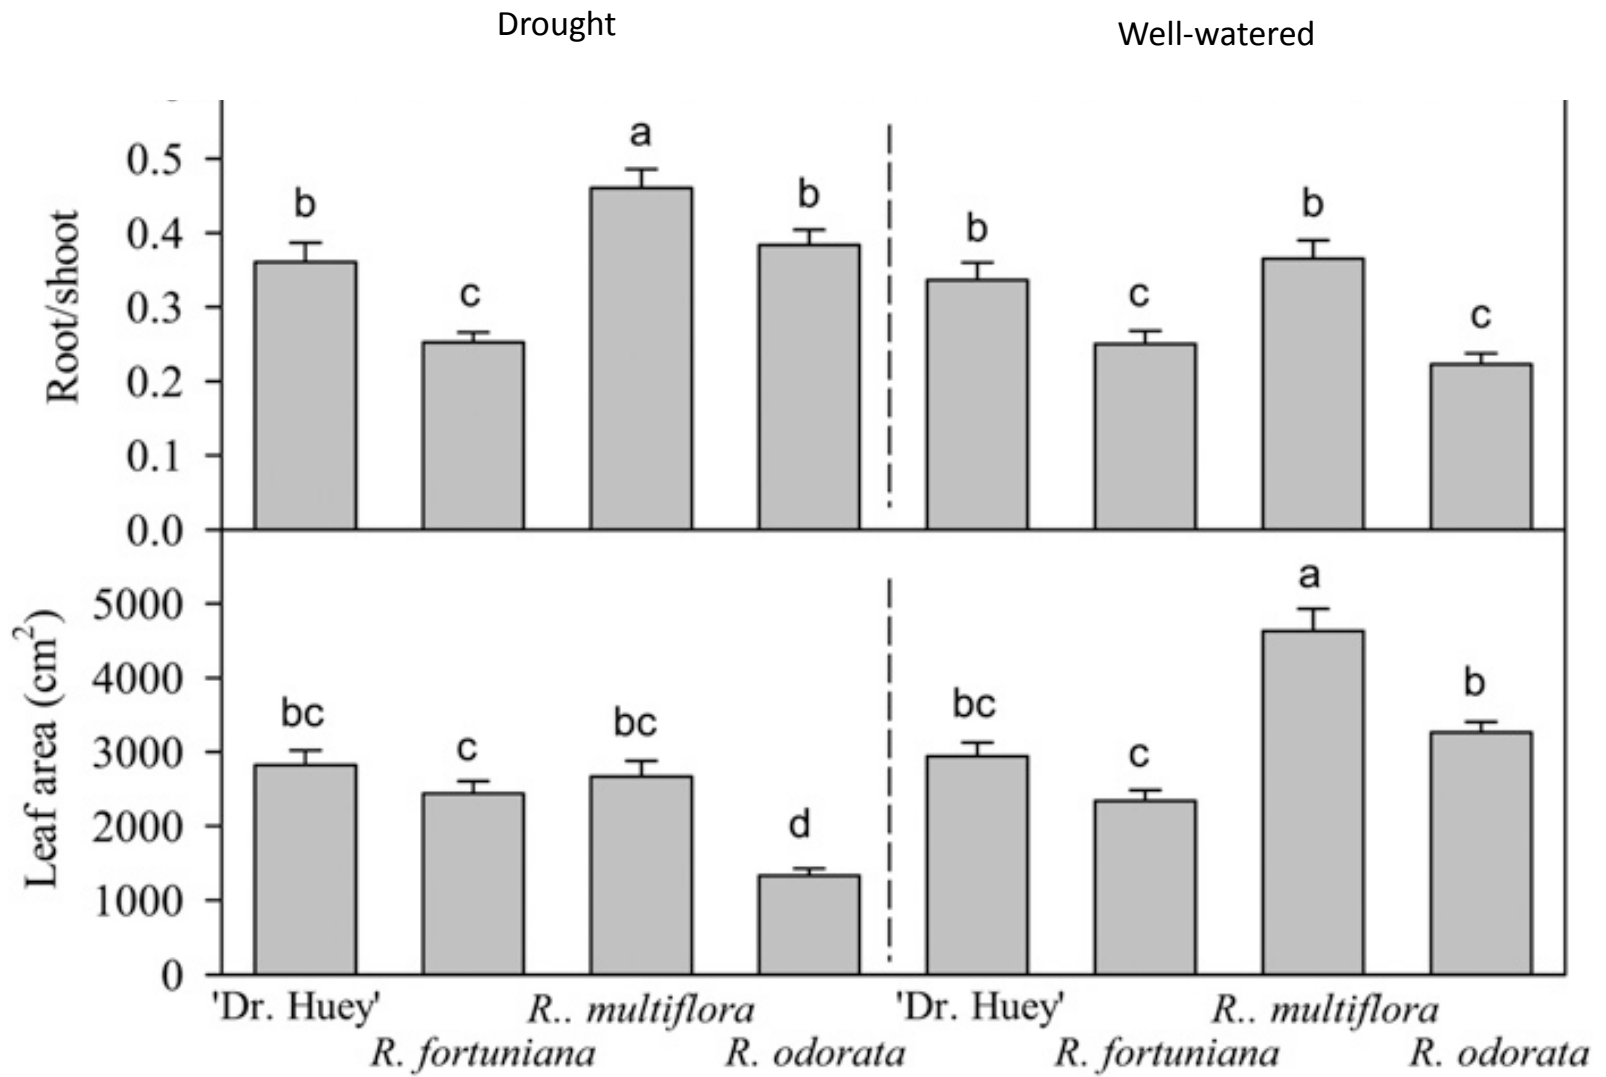 Drought
Well-watered
Root/shoot
0.5
0.4
0.3
0.2
0.1
0.0
b
c
a
b
b
c
b
c
Leaf area (cm²)
5000
4000
3000
2000
1000
0
bc
c
bc
d
bc
c
a
b
'Dr. Huey' R.. multiflora 'Dr. Huey' R.. multiflora
R. fortuniana R. odorata R. fortuniana R. odorata